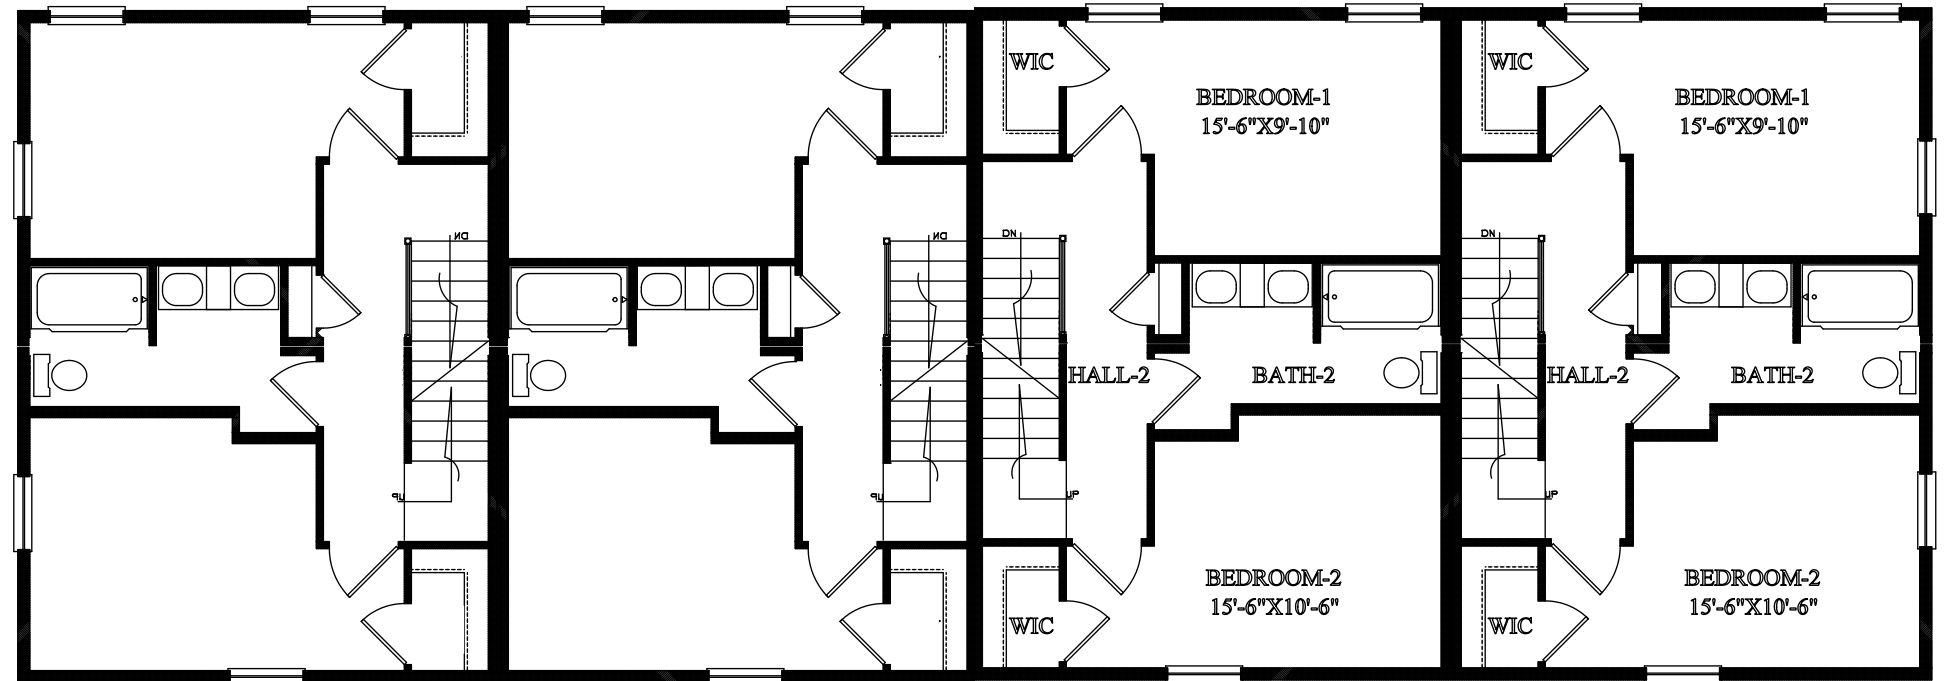 WIC
WIC
BEDROOM-1
15'-6"X9'-10"
BEDROOM-1
15'-6"X9'-10"
DN
DN
DN
DN
HALL-2
BATH-2
HALL-2
BATH-2
UP
UP
UP
UP
BEDROOM-2
15'-6"X10'-6"
BEDROOM-2
15'-6"X10'-6"
WIC
WIC